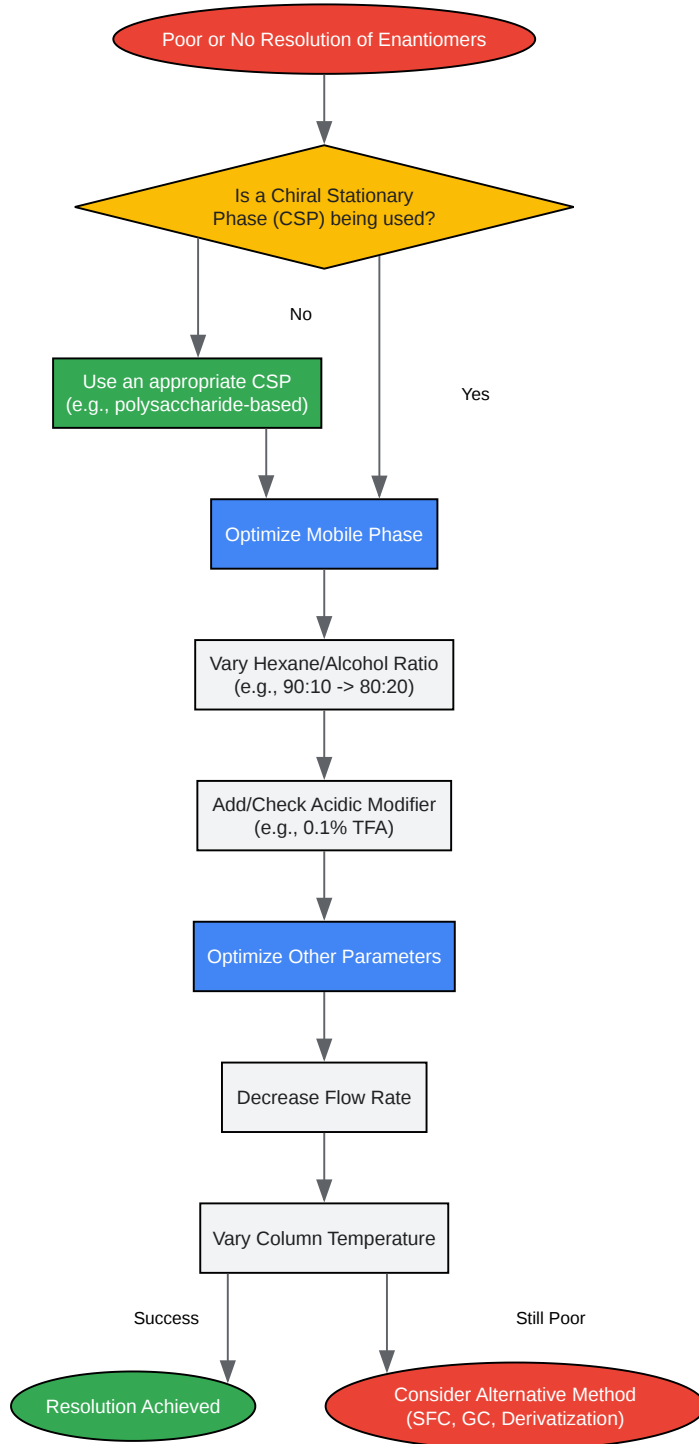 Poor or No Resolution of Enantiomers
Is a Chiral Stationary
Phase (CSP) being used?
No
Use an appropriate CSP
(e.g., polysaccharide-based)
Yes
Optimize Mobile Phase
Vary Hexane/Alcohol Ratio
(e.g., 90:10 -> 80:20)
Add/Check Acidic Modifier
(e.g., 0.1% TFA)
Optimize Other Parameters
Decrease Flow Rate
Vary Column Temperature
Success
Still Poor
Resolution Achieved
Consider Alternative Method
(SFC, GC, Derivatization)